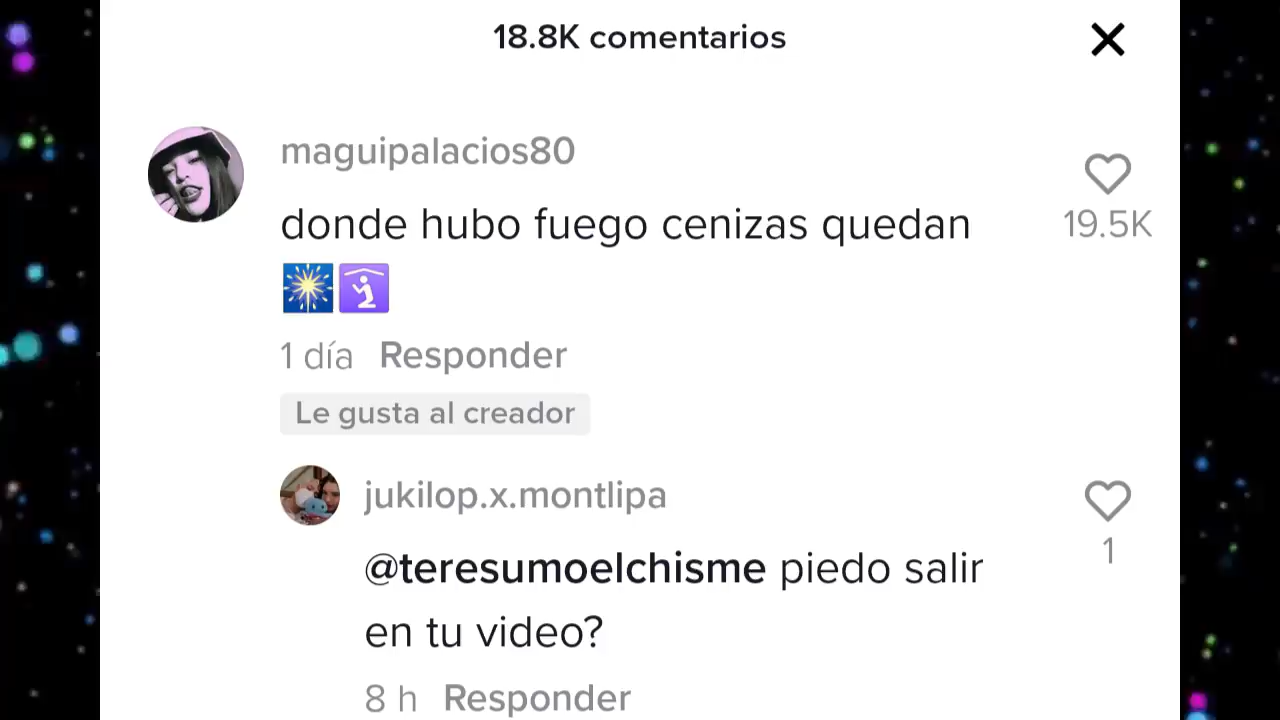 18.8K comentarios
maguipalacios80
donde hubo fuego cenizas quedan
🎆🛐
19.5K
1 día Responder
Le gusta al creador
jukilop.x.montlipa
@teresumoelchisme piedo salir
en tu video?
1
8 h Responder